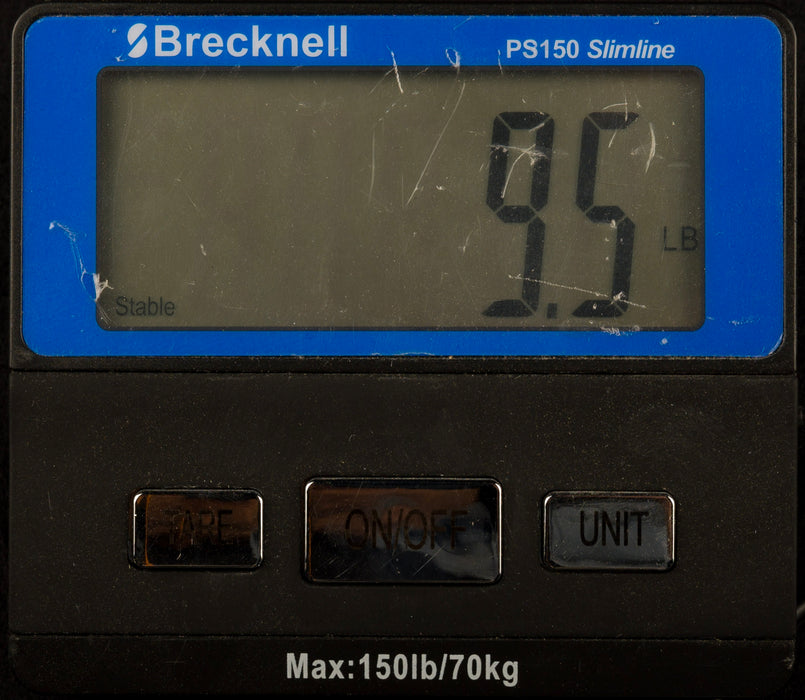 Brecknell PS150 Slimline
9.5 LB
Stable
TARE ON/OFF UNIT
Max:150lb/70kg